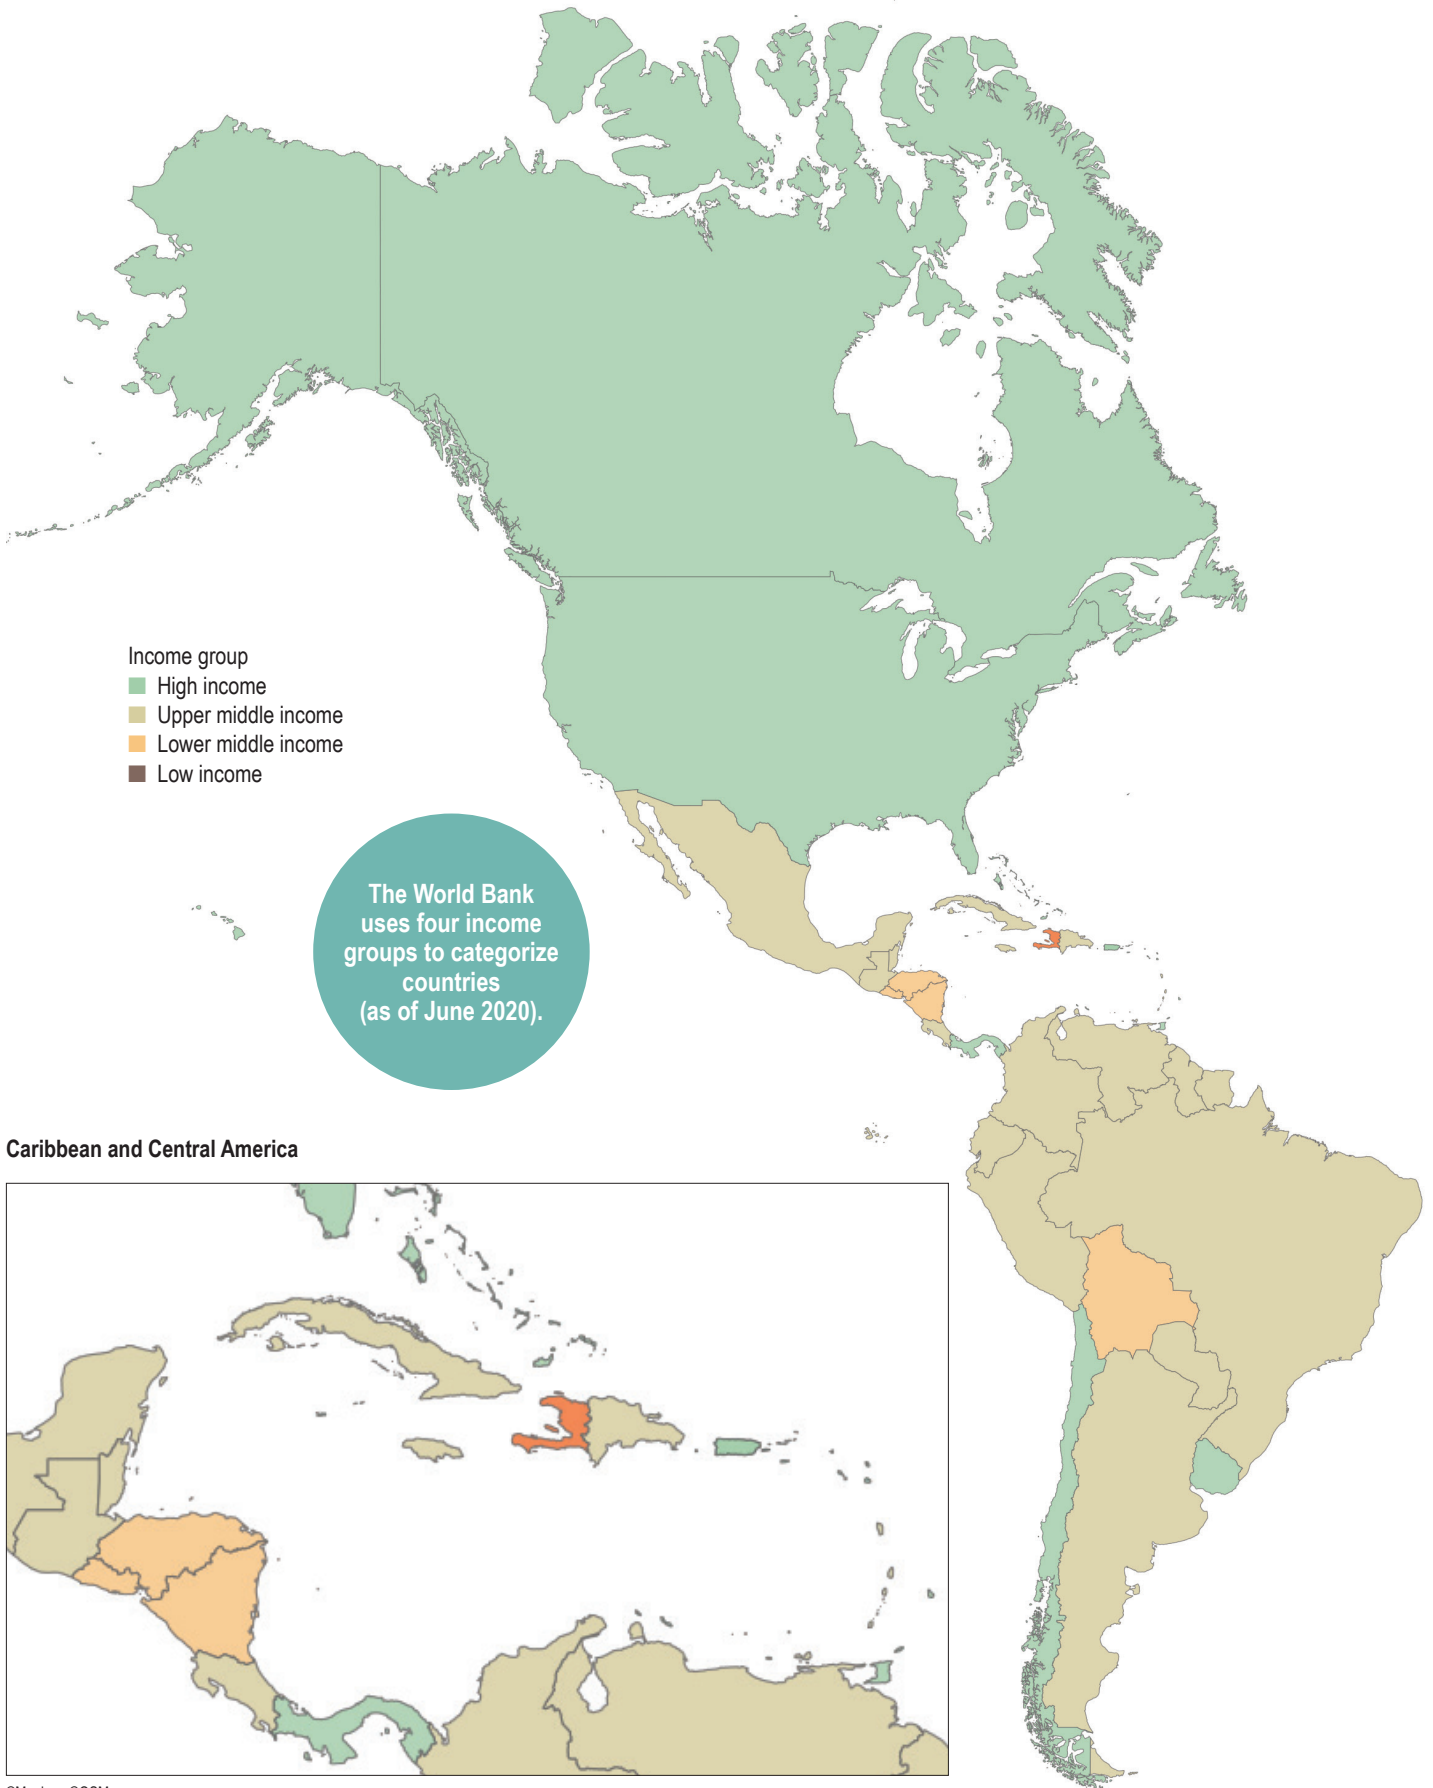 Income group
High income
Upper middle income
Lower middle income
Low income
The World Bank
uses four income
groups to categorize
countries
(as of June 2020).
Caribbean and Central America